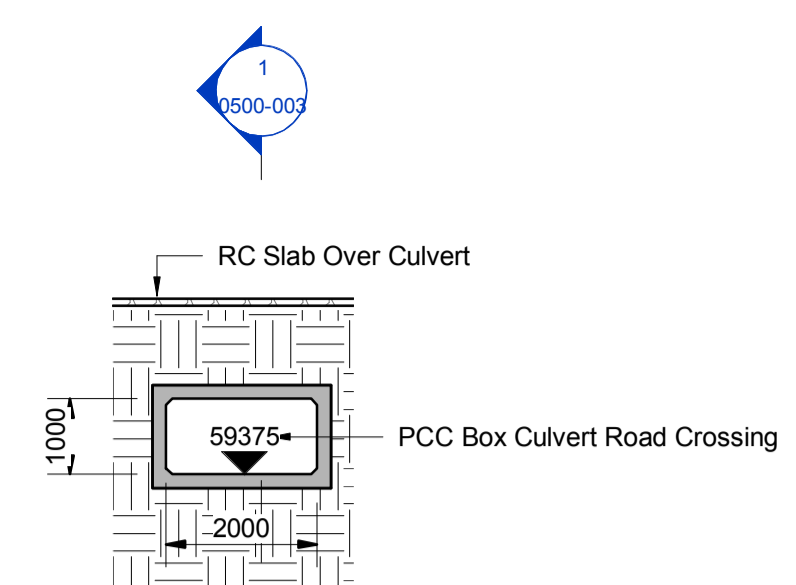 1
0500-003
RC Slab Over Culvert
1000
59375
PCC Box Culvert Road Crossing
2000